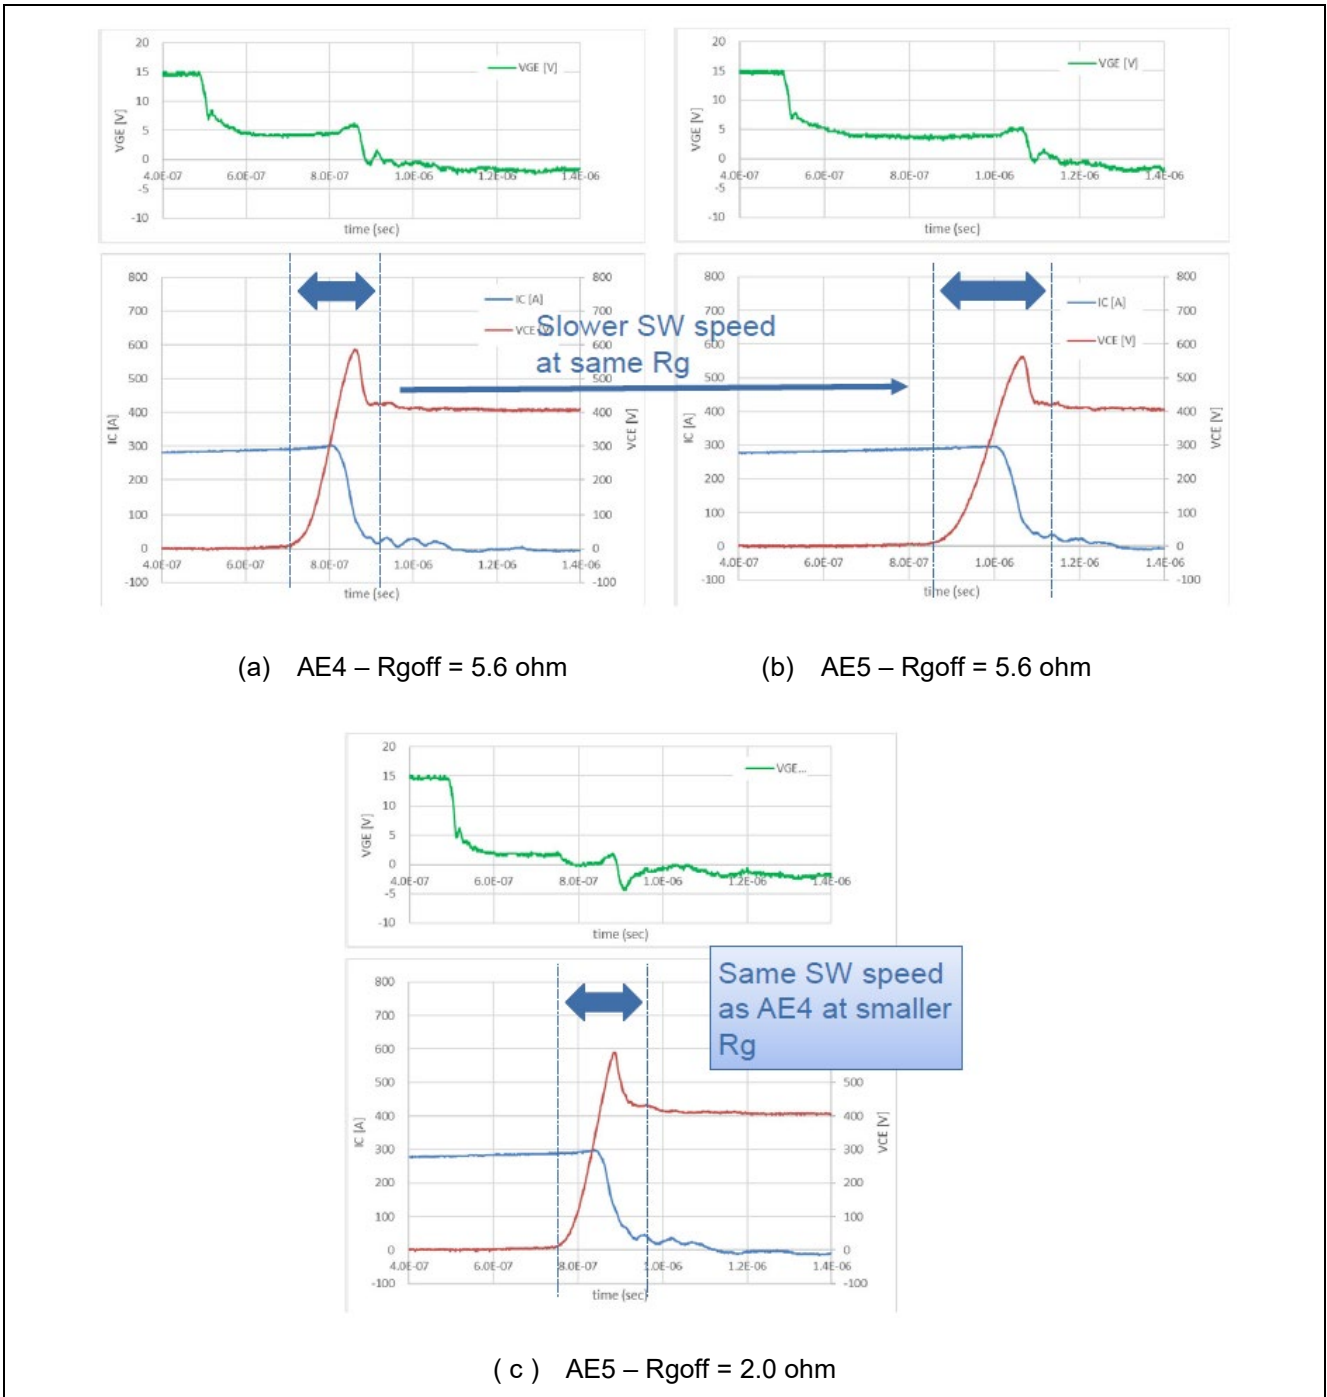 20
15
10
5
0
-5
-10
VGE [V]
VGE [V]
4.0E-07 6.0E-07 8.0E-07 1.0E-06 1.2E-06 1.4E-06
time (sec)
20
15
10
5
0
-5
-10
VGE [V]
VGE [V]
4.0E-07 6.0E-07 8.0E-07 1.0E-06 1.2E-06 1.4E-06
time (sec)
800
700
600
500
400
300
200
100
0
-100
IC [A]
IC [A]
VCE [V]
800
700
600
500
400
300
200
100
0
-100
VCE [V]
4.0E-07 6.0E-07 8.0E-07 1.0E-06 1.2E-06 1.4E-06
time (sec)
Slower SW speed
at same Rg
800
700
600
500
400
300
200
100
0
-100
IC [A]
IC [A]
VCE [V]
800
700
600
500
400
300
200
100
0
-100
VCE [V]
4.0E-07 6.0E-07 8.0E-07 1.0E-06 1.2E-06 1.4E-06
time (sec)
(a) AE4 – Rgoff = 5.6 ohm
(b) AE5 – Rgoff = 5.6 ohm
20
15
10
5
0
-5
-10
VGE [V]
VGE...
4.0E-07 6.0E-07 8.0E-07 1.0E-06 1.2E-06 1.4E-06
time (sec)
Same SW speed
as AE4 at smaller
Rg
800
700
600
500
400
300
200
100
0
-100
IC [A]
500
400
300
200
100
0
-100
VCE [V]
4.0E-07 6.0E-07 8.0E-07 1.0E-06 1.2E-06 1.4E-06
time (sec)
( c ) AE5 – Rgoff = 2.0 ohm